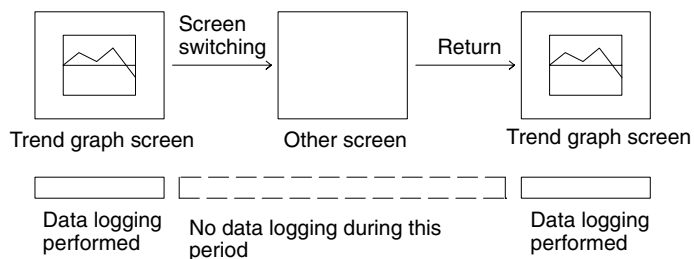 Screen
switching
Return
Trend graph screen
Other screen
Trend graph screen
Data logging
performed
No data logging during this
period
Data logging
performed